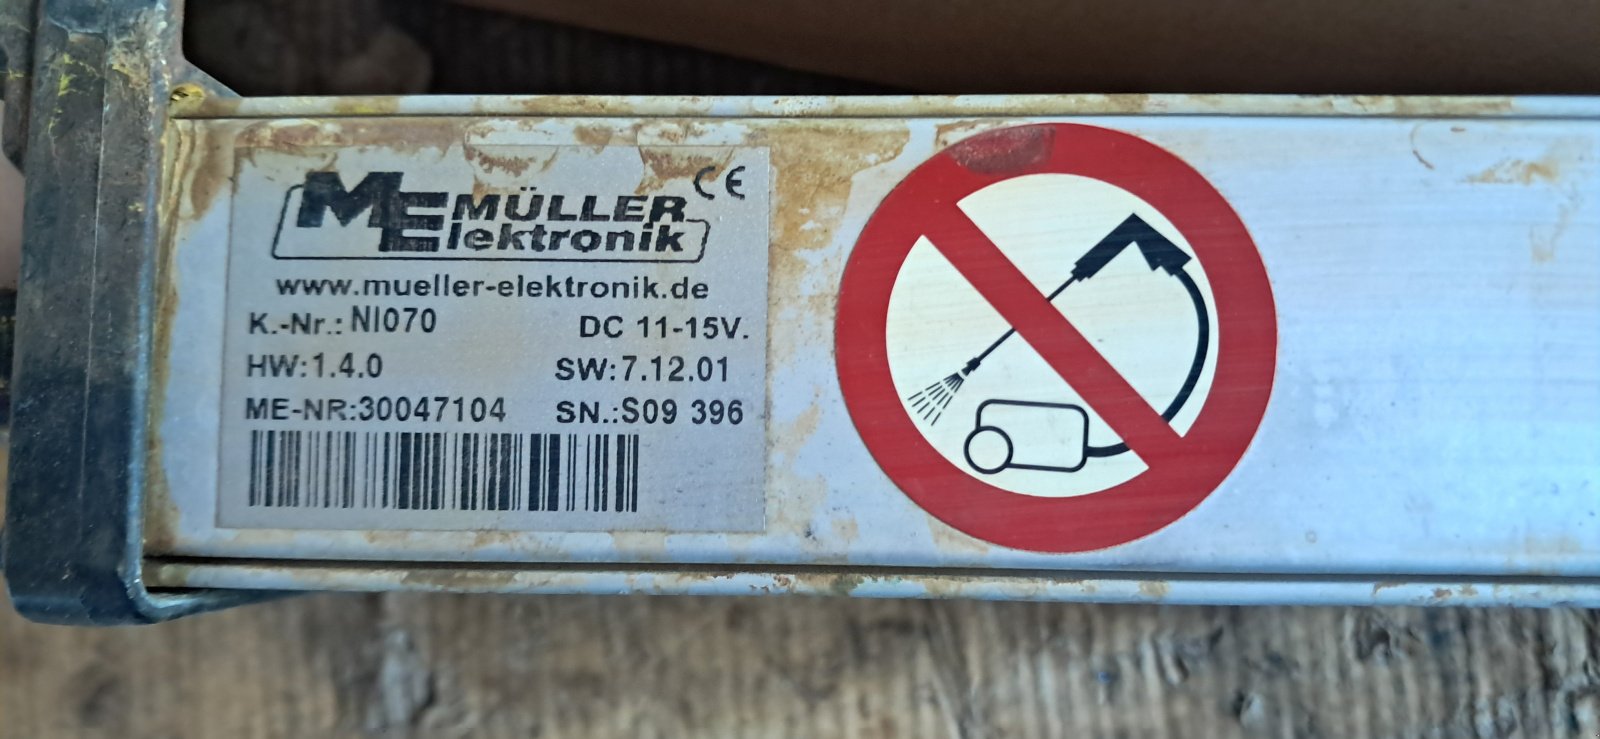 ME MÜLLER Elektronik CE
www.mueller-elektronik.de
K.-Nr.: NI070 DC 11-15V.
HW:1.4.0 SW:7.12.01
ME-NR:30047104 SN.:S09 396